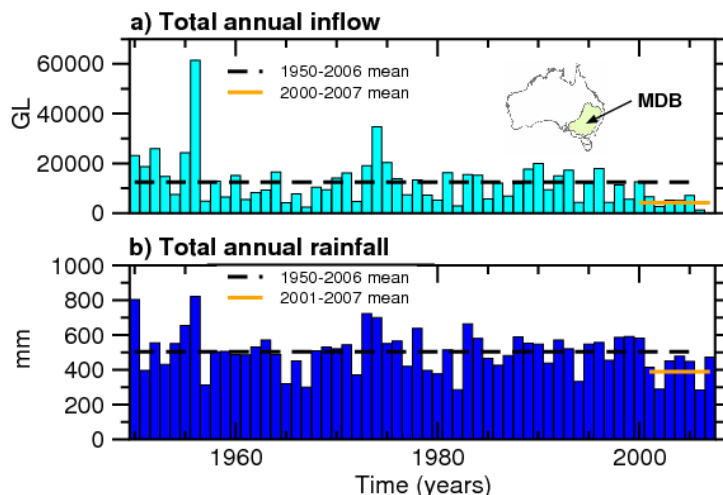 a) Total annual inflow
60000
40000
20000
0
GL
1950-2006 mean
2000-2007 mean
MDB
b) Total annual rainfall
1000
800
600
400
200
0
mm
1950-2006 mean
2001-2007 mean
1960
1980
2000
Time (years)